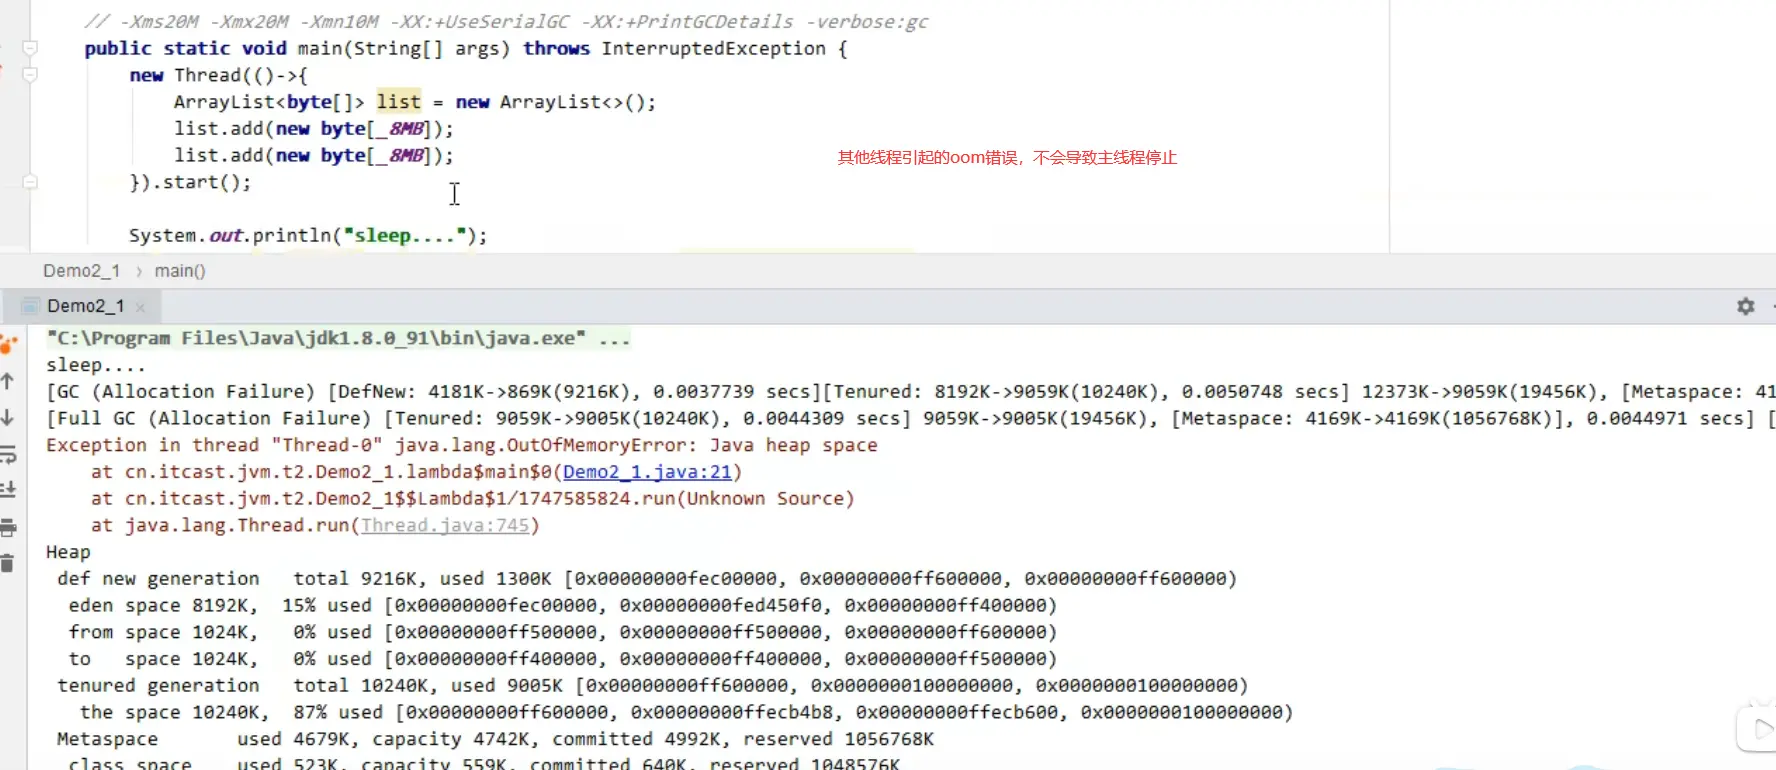 // -Xms20M -Xmx20M -Xmn10M -XX:+UseSerialGC -XX:+PrintGCDetails -verbose:gc
public static void main(String[] args) throws InterruptedException {
new Thread(()->{
ArrayList<byte[]> list = new ArrayList<>();
list.add(new byte[_8MB]);
list.add(new byte[_8MB]);
其他线程引起的oom错误，不会导致主线程停止
}).start();
System.out.println("sleep....");
Demo2_1 › main()
Demo2_1 ×
"C:\Program Files\Java\jdk1.8.0_91\bin\java.exe" ...
sleep....
[GC (Allocation Failure) [DefNew: 4181K->869K(9216K), 0.0037739 secs][Tenured: 8192K->9059K(10240K), 0.0050748 secs] 12373K->9059K(19456K), [Metaspace: 41
[Full GC (Allocation Failure) [Tenured: 9059K->9005K(10240K), 0.0044309 secs] 9059K->9005K(19456K), [Metaspace: 4169K->4169K(1056768K)], 0.0044971 secs] [
Exception in thread "Thread-0" java.lang.OutOfMemoryError: Java heap space
at cn.itcast.jvm.t2.Demo2_1.lambda$main$0(Demo2_1.java:21)
at cn.itcast.jvm.t2.Demo2_1$$Lambda$1/1747585824.run(Unknown Source)
at java.lang.Thread.run(Thread.java:745)
Heap
def new generation   total 9216K, used 1300K [0x00000000fec00000, 0x00000000ff600000, 0x00000000ff600000)
eden space 8192K,  15% used [0x00000000fec00000, 0x00000000fed450f0, 0x00000000ff400000)
from space 1024K,   0% used [0x00000000ff500000, 0x00000000ff500000, 0x00000000ff600000)
to   space 1024K,   0% used [0x00000000ff400000, 0x00000000ff400000, 0x00000000ff500000)
tenured generation   total 10240K, used 9005K [0x00000000ff600000, 0x0000000100000000, 0x0000000100000000)
the space 10240K,  87% used [0x00000000ff600000, 0x00000000ffecb4b8, 0x00000000ffecb600, 0x0000000100000000)
Metaspace       used 4679K, capacity 4742K, committed 4992K, reserved 1056768K
class space    used 523K, capacity 559K, committed 640K, reserved 1048576K